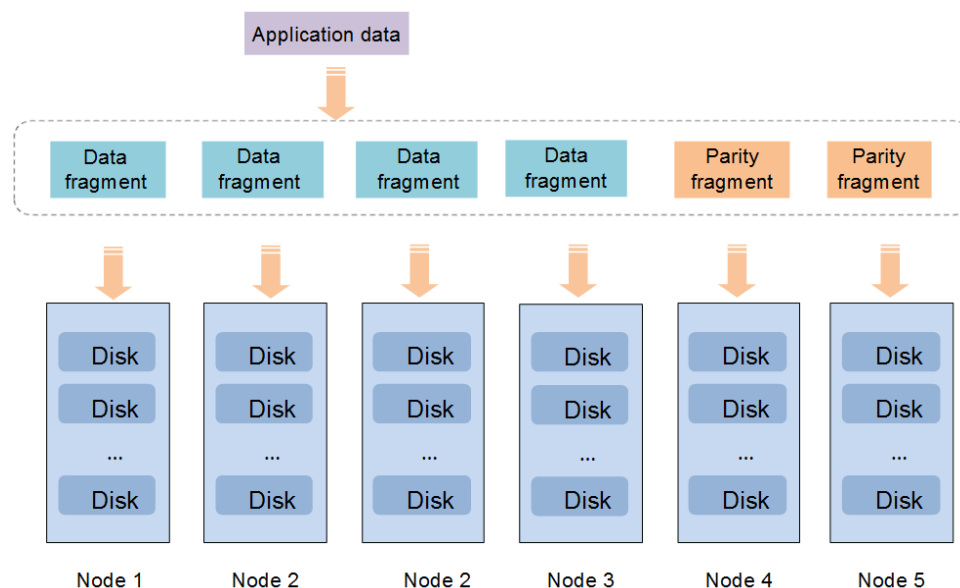 Application data
Data
fragment
Data
fragment
Data
fragment
Data
fragment
Parity
fragment
Parity
fragment
Disk
Disk
...
Disk
Disk
Disk
...
Disk
Disk
Disk
...
Disk
Disk
Disk
...
Disk
Disk
Disk
...
Disk
Disk
Disk
...
Disk
Node 1
Node 2
Node 2
Node 3
Node 4
Node 5